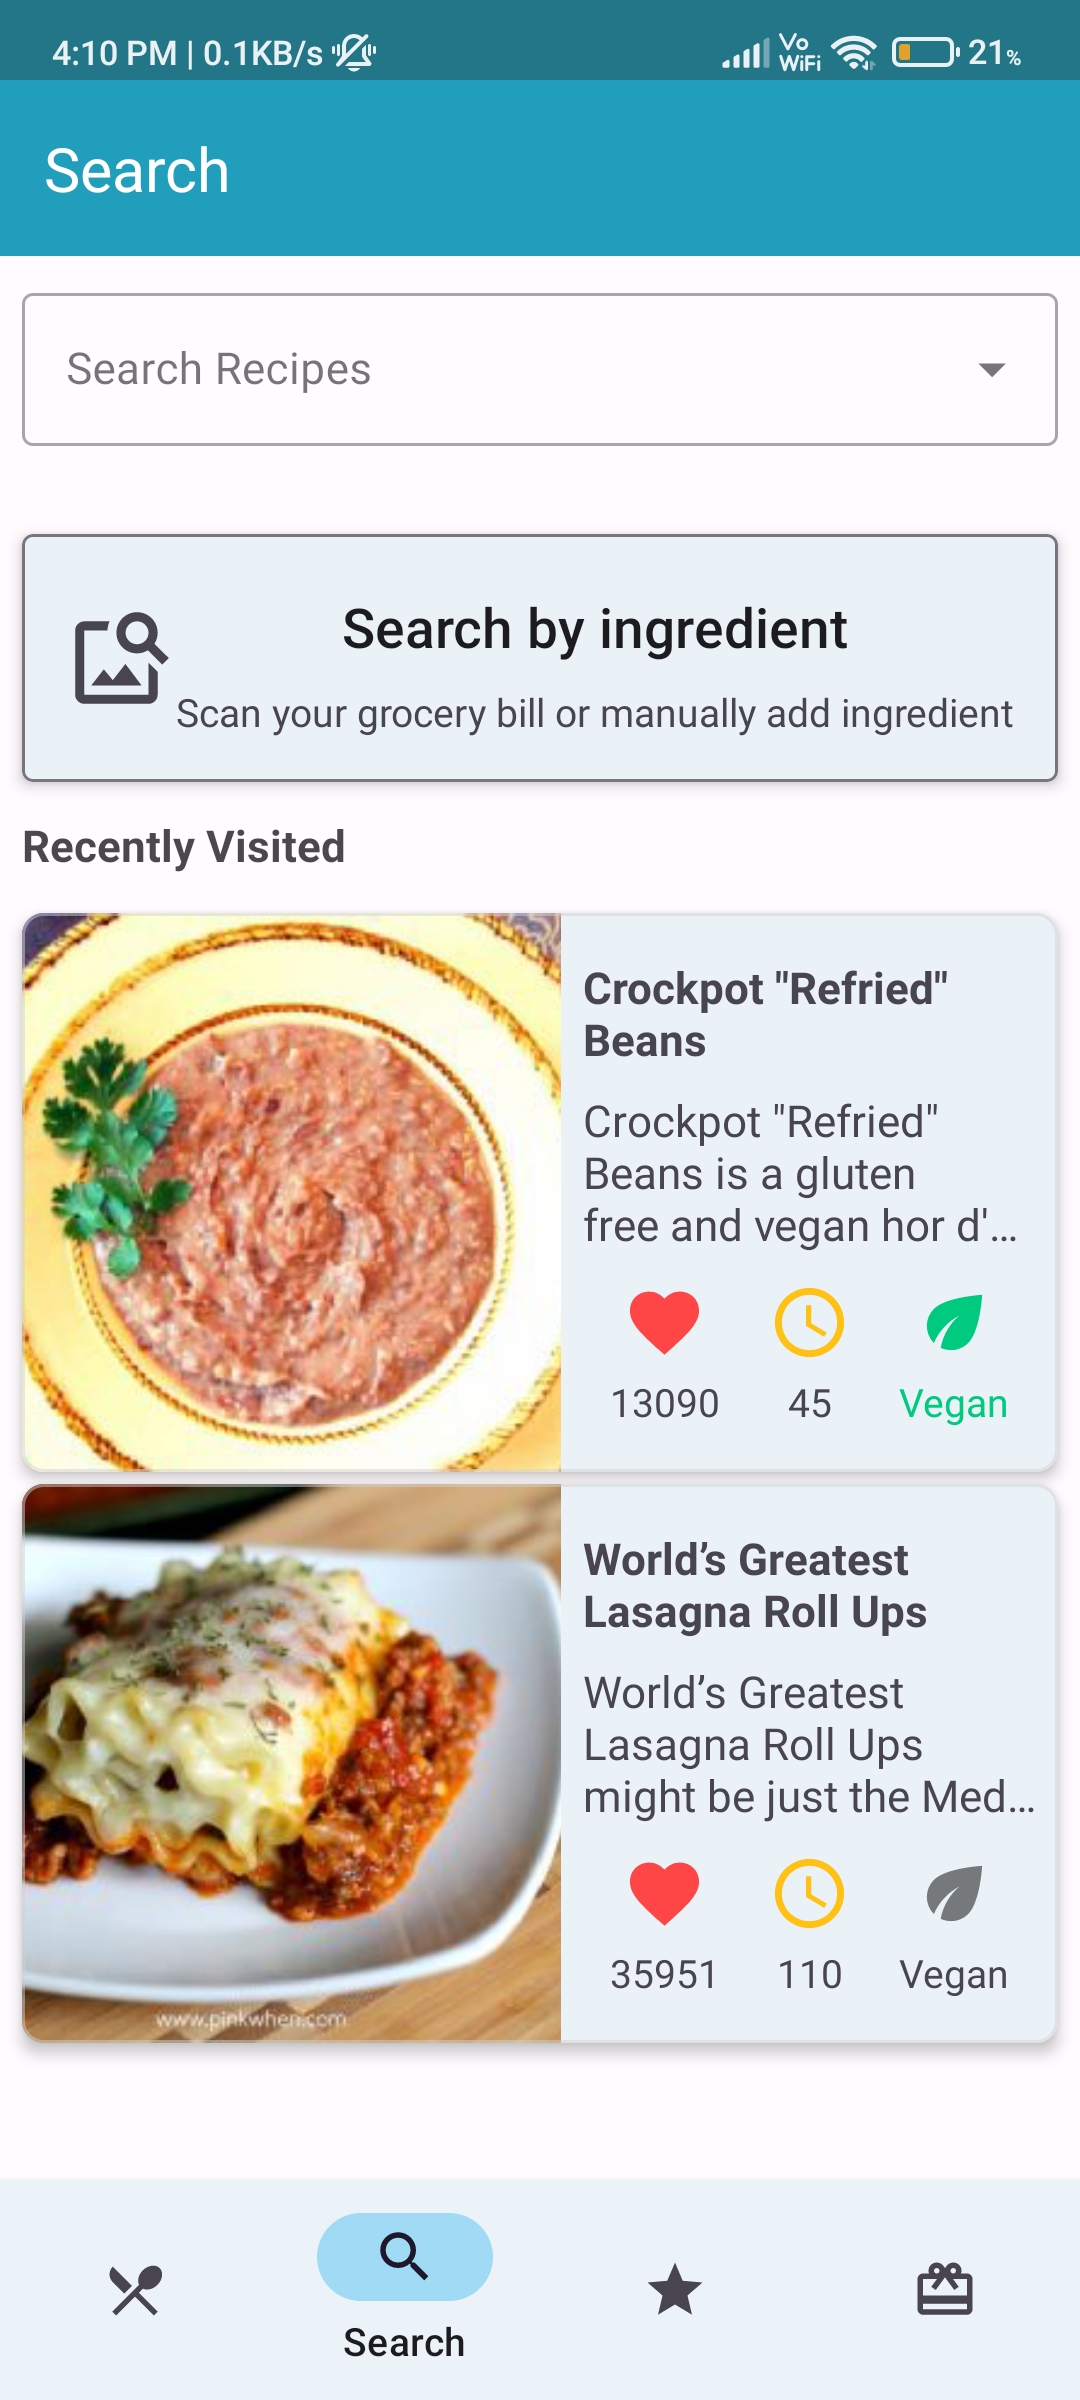 4:10 PM | 0.1KB/s
Vo
WiFi
21%
Search
Search Recipes
Search by ingredient
Scan your grocery bill or manually add ingredient
Recently Visited
Crockpot "Refried"
Beans
Crockpot "Refried"
Beans is a gluten
free and vegan hor d'...
13090 45 Vegan
World’s Greatest
Lasagna Roll Ups
World’s Greatest
Lasagna Roll Ups
might be just the Med...
35951 110 Vegan
www.pinkwhen.com
Search